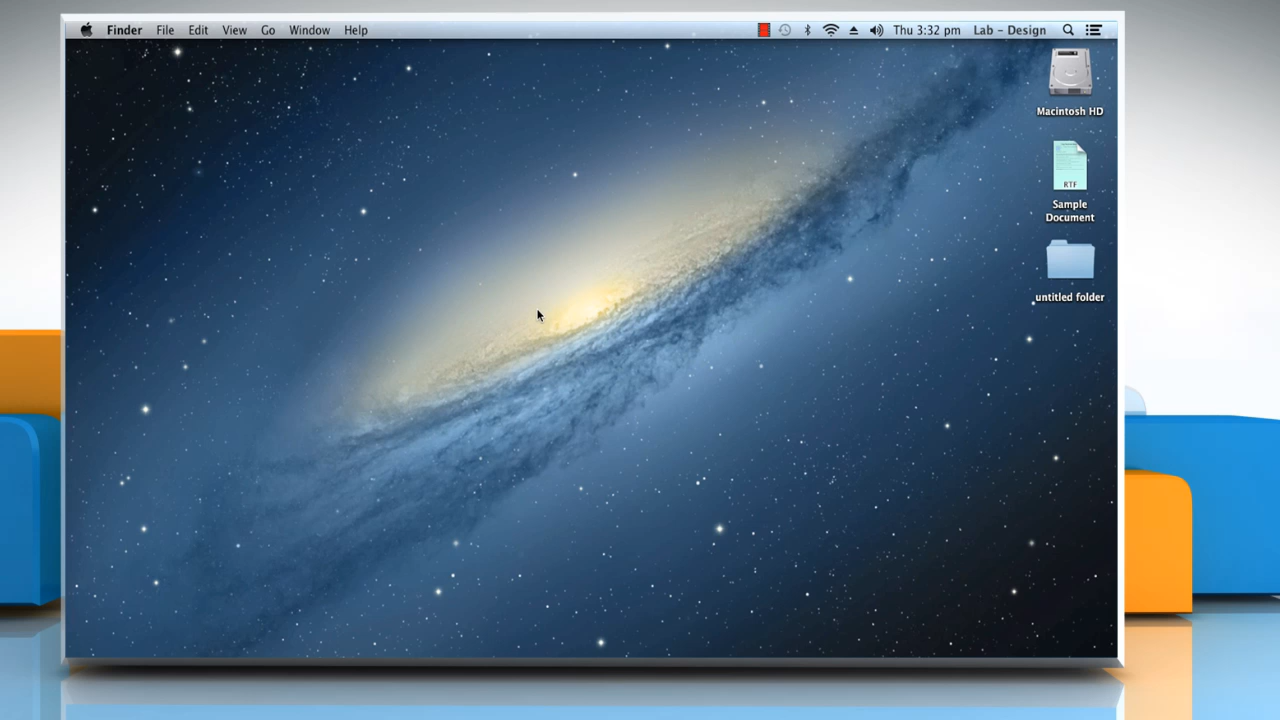 Finder File Edit View Go Window Help Thu 3:32 pm Lab - Design
Macintosh HD
RTF
Sample
Document
untitled folder